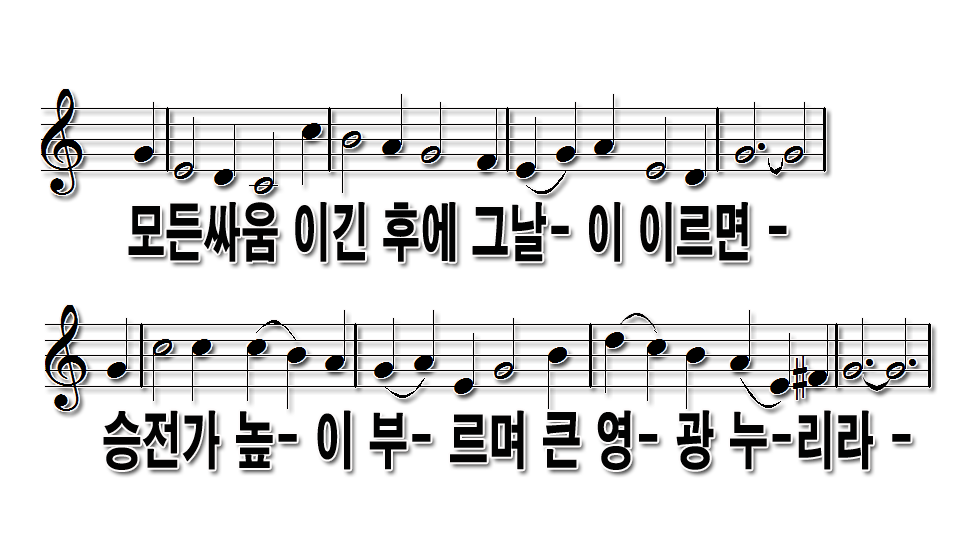 모든싸움 이긴 후에 그날- 이 이르면 -
승전가 높- 이 부- 르며 큰 영- 광 누-리라 -